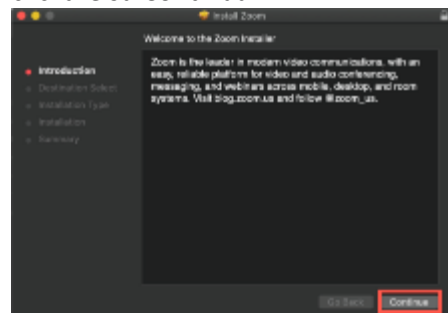 Install Zoom
Welcome to the Zoom Installer
Introduction
Destination Select
Installation Type
Installation
Summary
Zoom is the leader in modern video communications, with an
easy, reliable platform for video and audio conferencing,
messaging, and webinars across mobile, desktop, and room
systems. Visit blog.zoom.us and follow @zoom_us.
Go Back
Continue